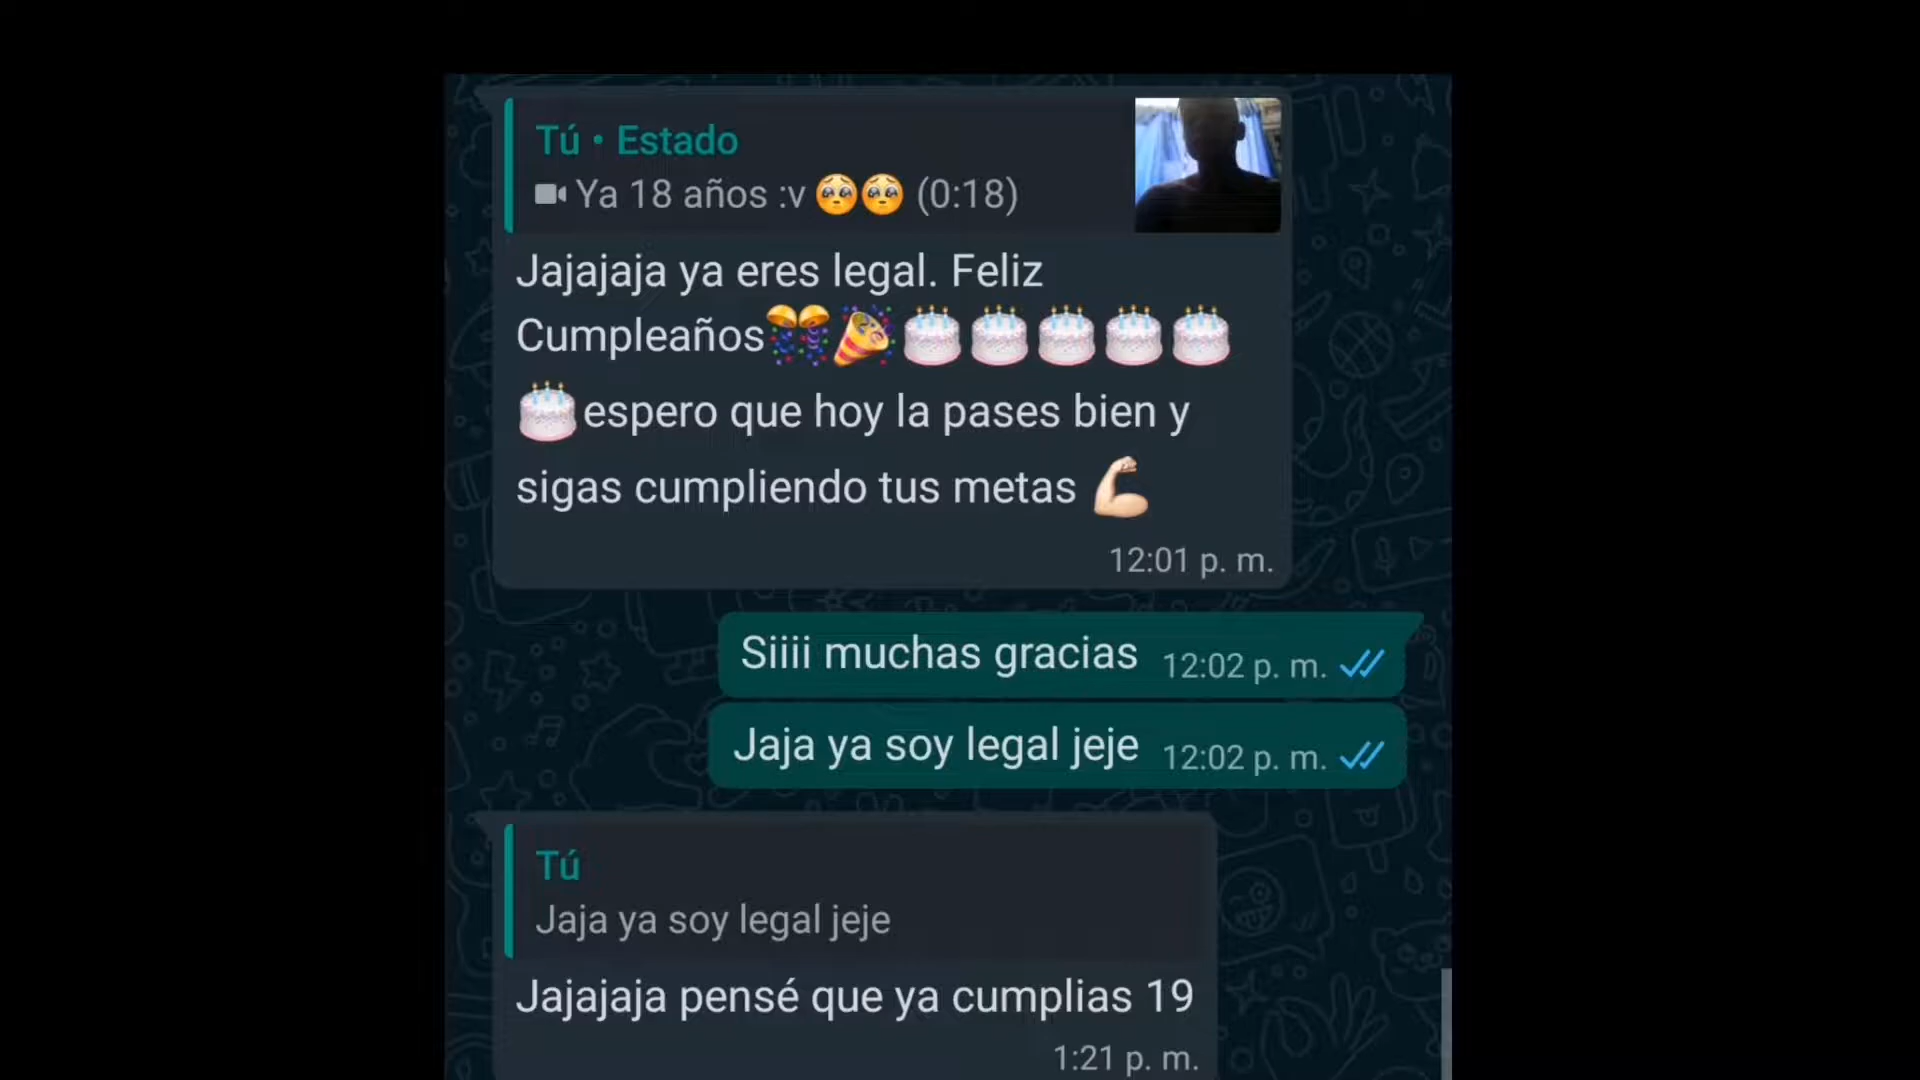 Tú • Estado
Ya 18 años :v 🥺🥺 (0:18)
Jajajaja ya eres legal. Feliz
Cumpleaños🎊🎉🎂🎂🎂🎂🎂
🎂espero que hoy la pases bien y
sigas cumpliendo tus metas 💪🏻
12:01 p. m.
Siiii muchas gracias 12:02 p. m.
Jaja ya soy legal jeje 12:02 p. m.
Tú
Jaja ya soy legal jeje
Jajajaja pensé que ya cumplias 19
1:21 p. m.